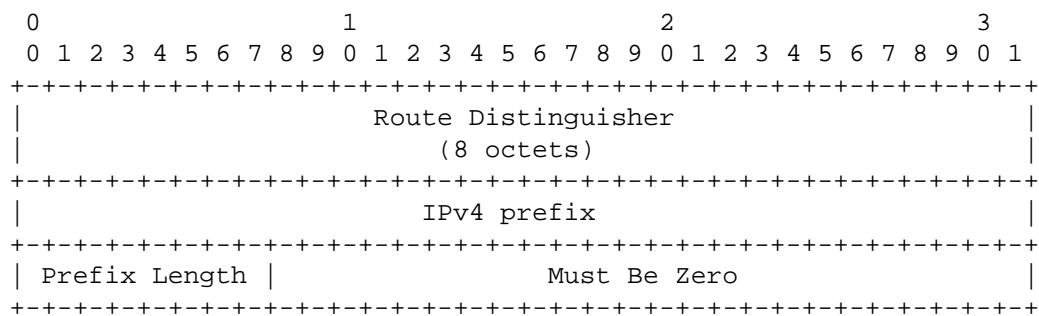 0                   1                   2                   3
 0 1 2 3 4 5 6 7 8 9 0 1 2 3 4 5 6 7 8 9 0 1 2 3 4 5 6 7 8 9 0 1
+-+-+-+-+-+-+-+-+-+-+-+-+-+-+-+-+-+-+-+-+-+-+-+-+-+-+-+-+-+-+-+-+
|                      Route Distinguisher                      |
|                          (8 octets)                           |
+-+-+-+-+-+-+-+-+-+-+-+-+-+-+-+-+-+-+-+-+-+-+-+-+-+-+-+-+-+-+-+-+
|                         IPv4 prefix                           |
+-+-+-+-+-+-+-+-+-+-+-+-+-+-+-+-+-+-+-+-+-+-+-+-+-+-+-+-+-+-+-+-+
| Prefix Length |                 Must Be Zero                  |
+-+-+-+-+-+-+-+-+-+-+-+-+-+-+-+-+-+-+-+-+-+-+-+-+-+-+-+-+-+-+-+-+